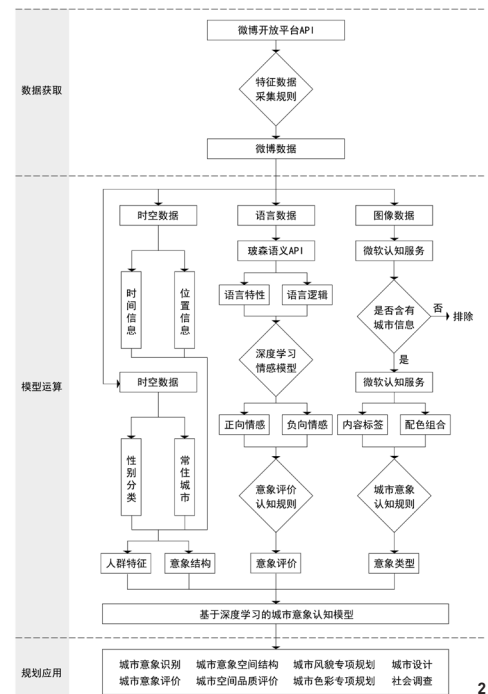 数据获取
微博开放平台API
特征数据
采集规则
微博数据
模型运算
时空数据
语言数据
图像数据
玻森语义API
微软认知服务
时间信息
位置信息
语言特性
语言逻辑
是否含有
城市信息
否
排除
是
深度学习
情感模型
时空数据
微软认知服务
正向情感
负向情感
内容标签
配色组合
性别分类
常住城市
意象评价
认知规则
城市意象
认知规则
人群特征
意象结构
意象评价
意象类型
基于深度学习的城市意象认知模型
规划应用
城市意象识别 城市意象空间结构 城市风貌专项规划 城市设计
城市意象评价 城市空间品质评价 城市色彩专项规划 社会调查
2